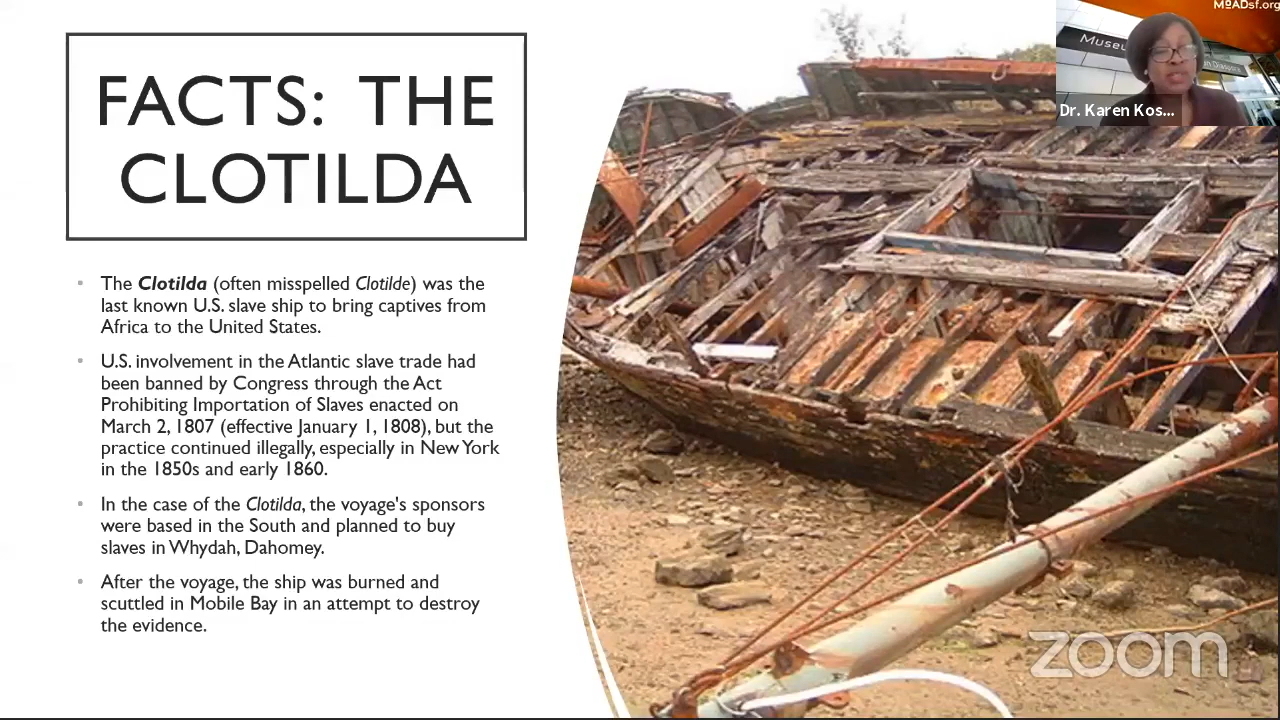 FACTS: THE
CLOTILDA
• The Clotilda (often misspelled Clotilde) was the
last known U.S. slave ship to bring captives from
Africa to the United States.
• U.S. involvement in the Atlantic slave trade had
been banned by Congress through the Act
Prohibiting Importation of Slaves enacted on
March 2, 1807 (effective January 1, 1808), but the
practice continued illegally, especially in New York
in the 1850s and early 1860.
• In the case of the Clotilda, the voyage's sponsors
were based in the South and planned to buy
slaves in Whydah, Dahomey.
• After the voyage, the ship was burned and
scuttled in Mobile Bay in an attempt to destroy
the evidence.
MoADsf.org
Museu
n Diaspora
Dr. Karen Kos...
zoom